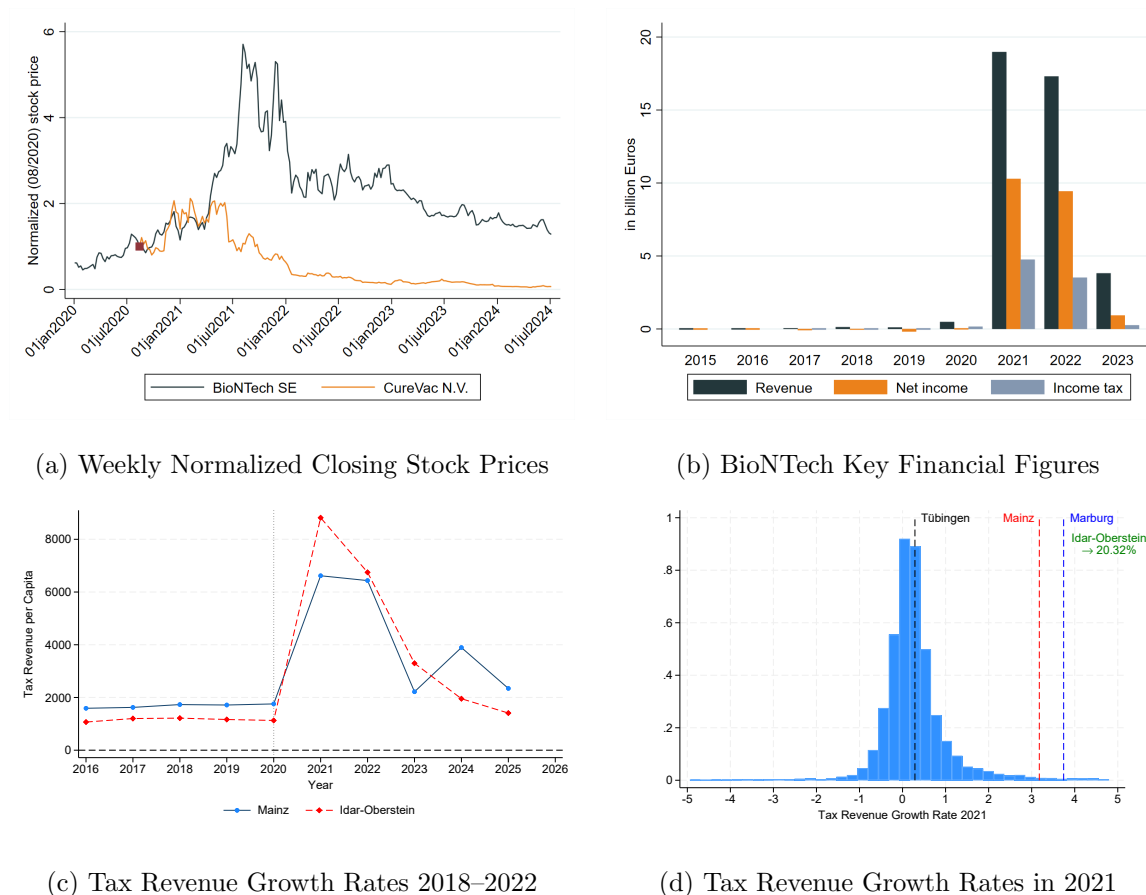 Normalized (08/2020) stock price
6
4
2
0
01jan2020
01jul2020
01jan2021
01jul2021
01jan2022
01jul2022
01jan2023
01jul2023
01jan2024
01jul2024
BioNTech SE
CureVac N.V.
(a) Weekly Normalized Closing Stock Prices
in billion Euros
20
15
10
5
0
2015 2016 2017 2018 2019 2020 2021 2022 2023
Revenue
Net income
Income tax
(b) BioNTech Key Financial Figures
Tax Revenue per Capita
8000
6000
4000
2000
0
2016 2017 2018 2019 2020 2021 2022 2023 2024 2025 2026
Year
Mainz
Idar-Oberstein
(c) Tax Revenue Growth Rates 2018–2022
1
.8
.6
.4
.2
0
Tübingen
Mainz
Marburg
Idar-Oberstein
→ 20.32%
-5 -4 -3 -2 -1 0 1 2 3 4 5
Tax Revenue Growth Rate 2021
(d) Tax Revenue Growth Rates in 2021